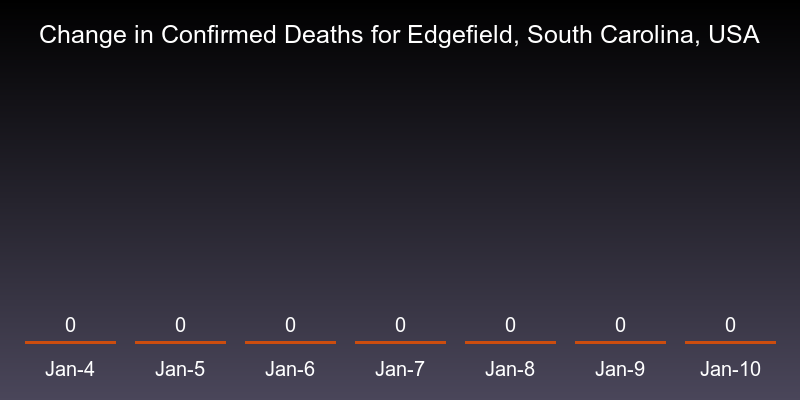 Change in Confirmed Deaths for Edgefield, South Carolina, USA
0 0 0 0 0 0 0
Jan-4 Jan-5 Jan-6 Jan-7 Jan-8 Jan-9 Jan-10